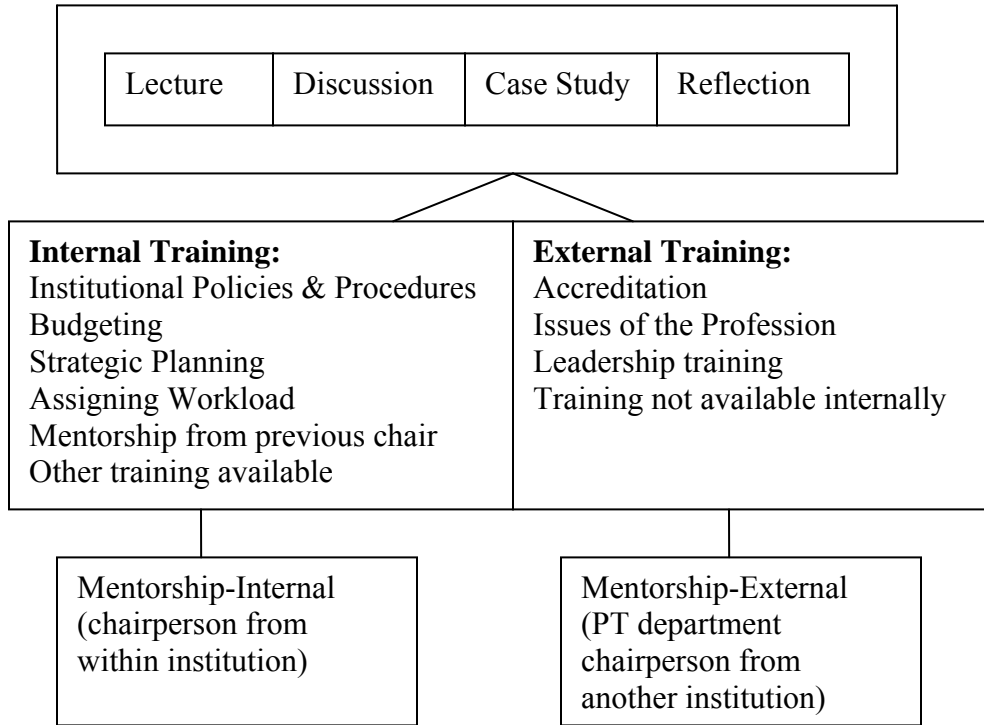 Lecture
Discussion
Case Study
Reflection
Internal Training:
Institutional Policies & Procedures
Budgeting
Strategic Planning
Assigning Workload
Mentorship from previous chair
Other training available
External Training:
Accreditation
Issues of the Profession
Leadership training
Training not available internally
Mentorship-Internal
(chairperson from
within institution)
Mentorship-External
(PT department
chairperson from
another institution)